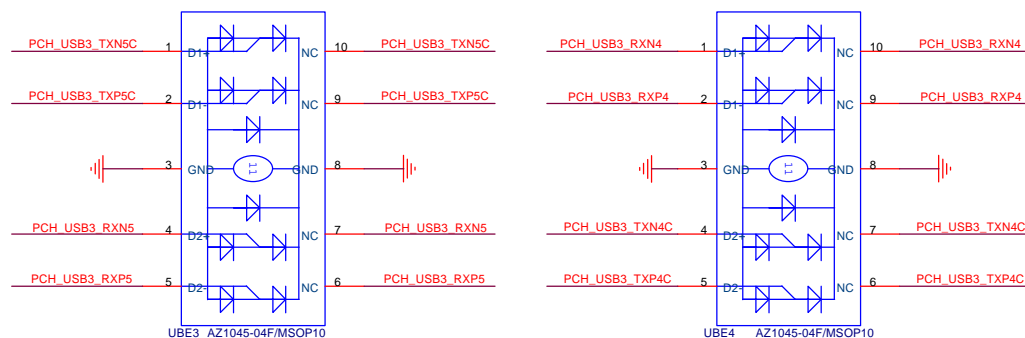 PCH_USB3_TXN5C 1 D1+ NC 10 PCH_USB3_TXN5C
PCH_USB3_TXP5C 2 D1- NC 9 PCH_USB3_TXP5C
3 GND 11 GND 8
PCH_USB3_RXN5 4 D2+ NC 7 PCH_USB3_RXN5
PCH_USB3_RXP5 5 D2- NC 6 PCH_USB3_RXP5
UBE3 AZ1045-04F/MSOP10
PCH_USB3_RXN4 1 D1+ NC 10 PCH_USB3_RXN4
PCH_USB3_RXP4 2 D1- NC 9 PCH_USB3_RXP4
3 GND 11 GND 8
PCH_USB3_TXN4C 4 D2+ NC 7 PCH_USB3_TXN4C
PCH_USB3_TXP4C 5 D2- NC 6 PCH_USB3_TXP4C
UBE4 AZ1045-04F/MSOP10